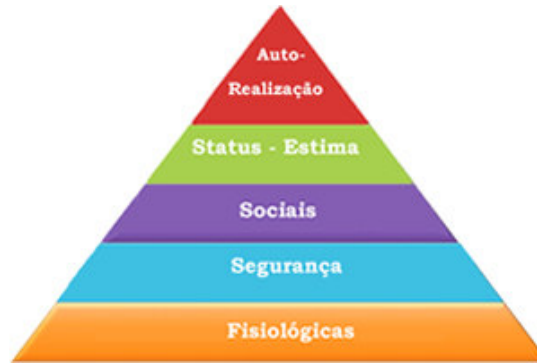 Auto-
Realização
Status - Estima
Sociais
Segurança
Fisiológicas